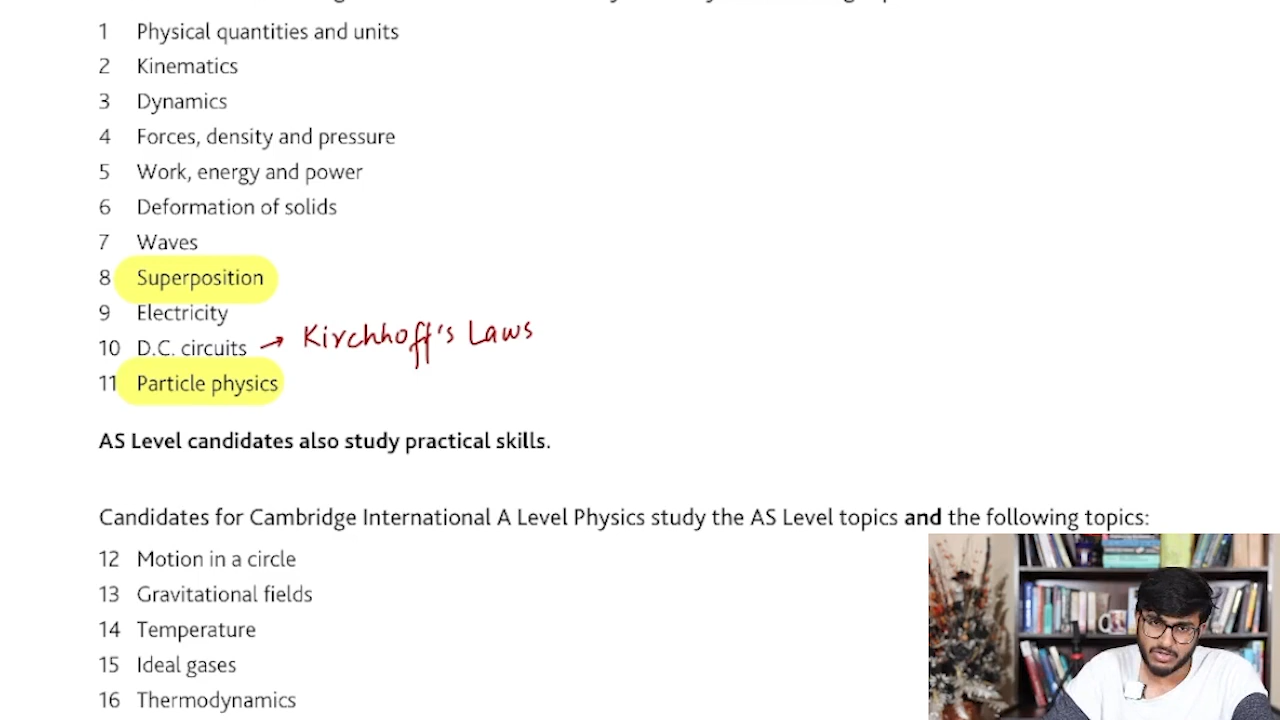 1 Physical quantities and units
2 Kinematics
3 Dynamics
4 Forces, density and pressure
5 Work, energy and power
6 Deformation of solids
7 Waves
8 Superposition
9 Electricity
10 D.C. circuits → Kirchhoff's Laws
11 Particle physics
AS Level candidates also study practical skills.
Candidates for Cambridge International A Level Physics study the AS Level topics and the following topics:
12 Motion in a circle
13 Gravitational fields
14 Temperature
15 Ideal gases
16 Thermodynamics